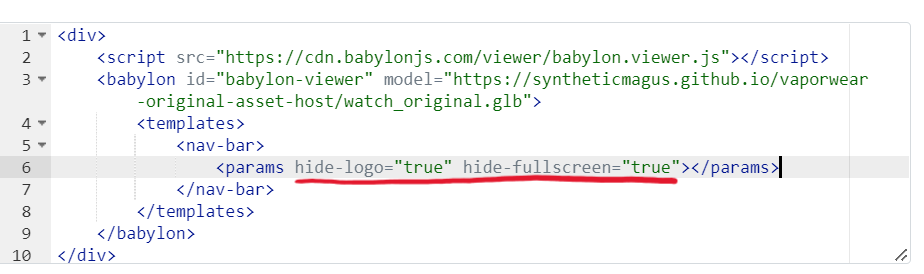 1 <div>
2 <script src="https://cdn.babylonjs.com/viewer/babylon.viewer.js"></script>
3 <babylon id="babylon-viewer" model="https://syntheticmagus.github.io/vaporwear
-original-asset-host/watch_original.glb">
4 <templates>
5 <nav-bar>
6 <params hide-logo="true" hide-fullscreen="true"></params>
7 </nav-bar>
8 </templates>
9 </babylon>
10 </div>